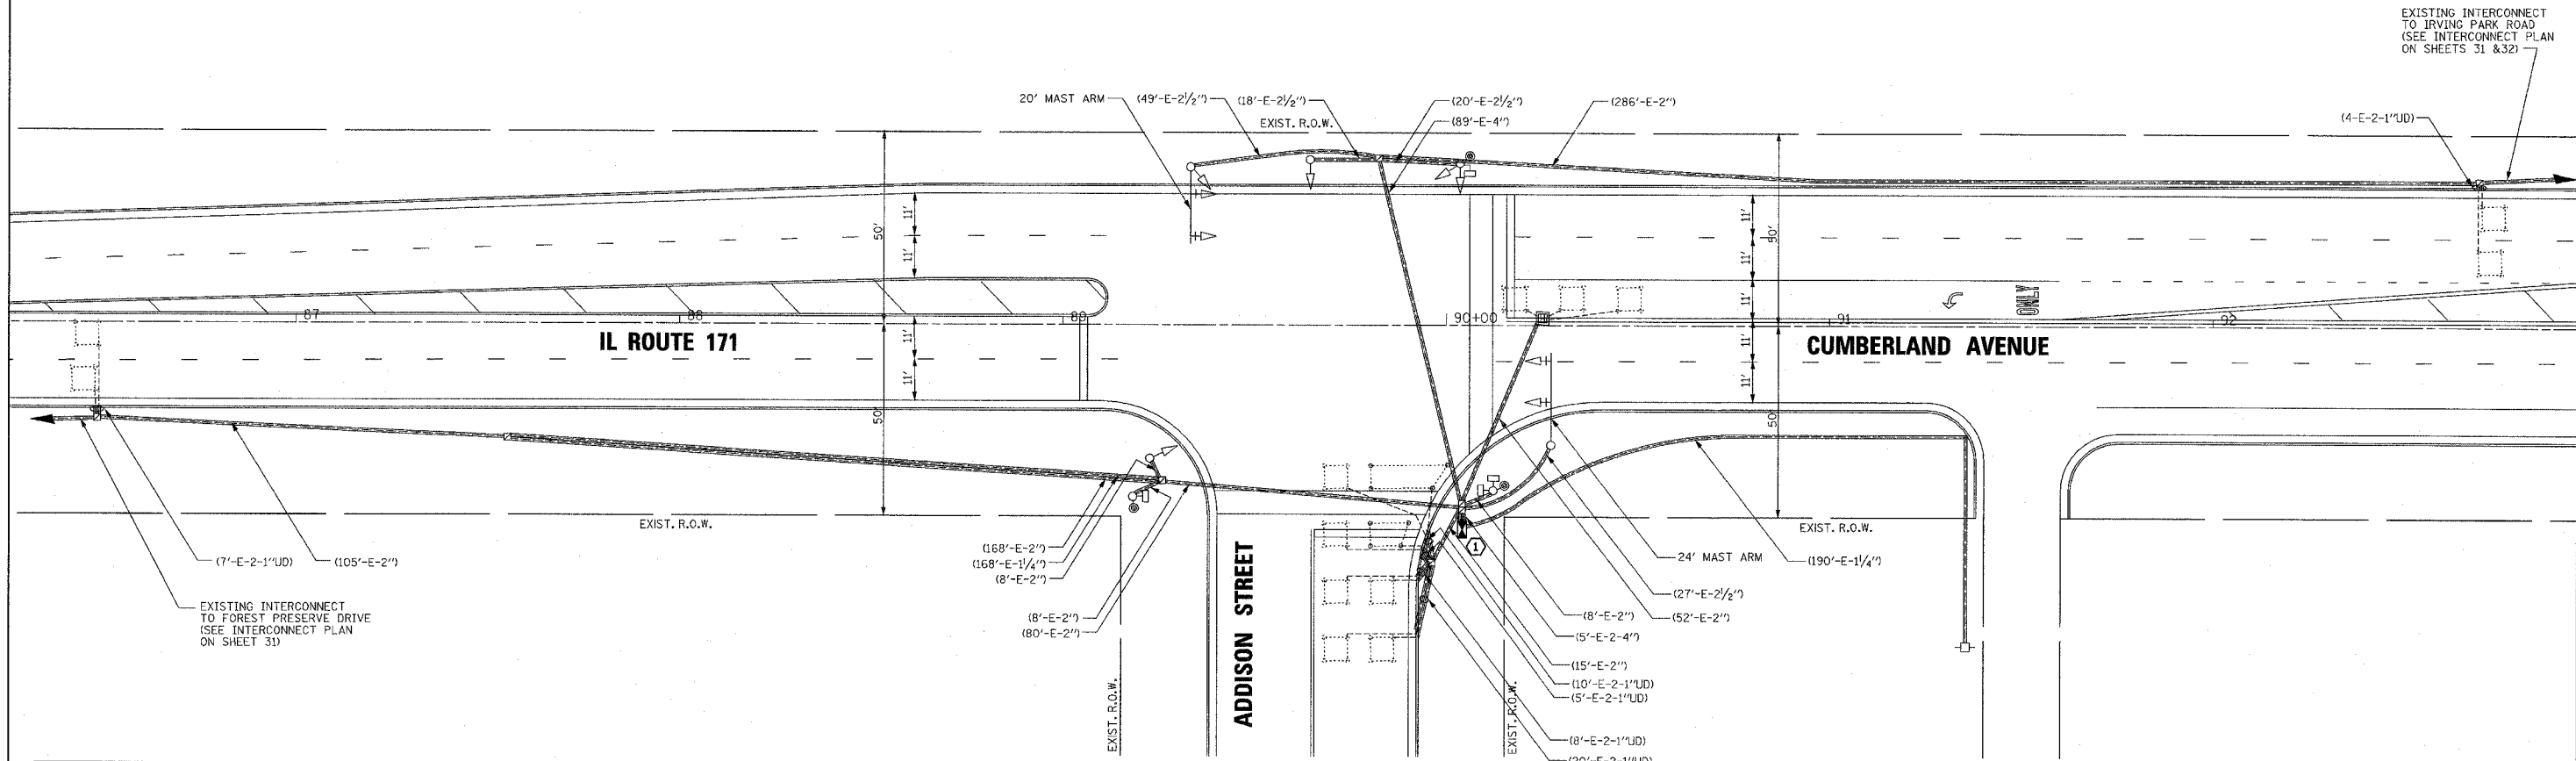 EXISTING INTERCONNECT
TO IRVING PARK ROAD
(SEE INTERCONNECT PLAN
ON SHEETS 31 &32)
20' MAST ARM
(49'-E-2½")
(18'-E-2½")
(20'-E-2½")
(89'-E-4")
(286'-E-2")
(4-E-2-1"UD)
EXIST. R.O.W.
50'
11'
11'
50'
11'
11'
11'
ONLY
87
88
89
90+00
91
92
IL ROUTE 171
CUMBERLAND AVENUE
11'
11'
50'
11'
11'
50'
EXIST. R.O.W.
EXIST. R.O.W.
(7'-E-2-1"UD)
(105'-E-2")
(168'-E-2")
(168'-E-1¼")
(8'-E-2")
(8'-E-2")
(80'-E-2")
1
24' MAST ARM
(190'-E-1¼")
(27'-E-2½")
(52'-E-2")
(8'-E-2")
(5'-E-2-4")
(15'-E-2")
(10'-E-2-1"UD)
(5'-E-2-1"UD)
(8'-E-2-1"UD)
EXISTING INTERCONNECT
TO FOREST PRESERVE DRIVE
(SEE INTERCONNECT PLAN
ON SHEET 31)
ADDISON STREET
EXIST. R.O.W.
EXIST. R.O.W.